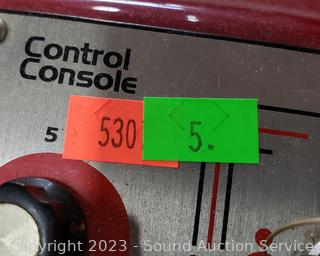 Control
Console
5 530 5.
Copyright 2023 - Sound Auction Service